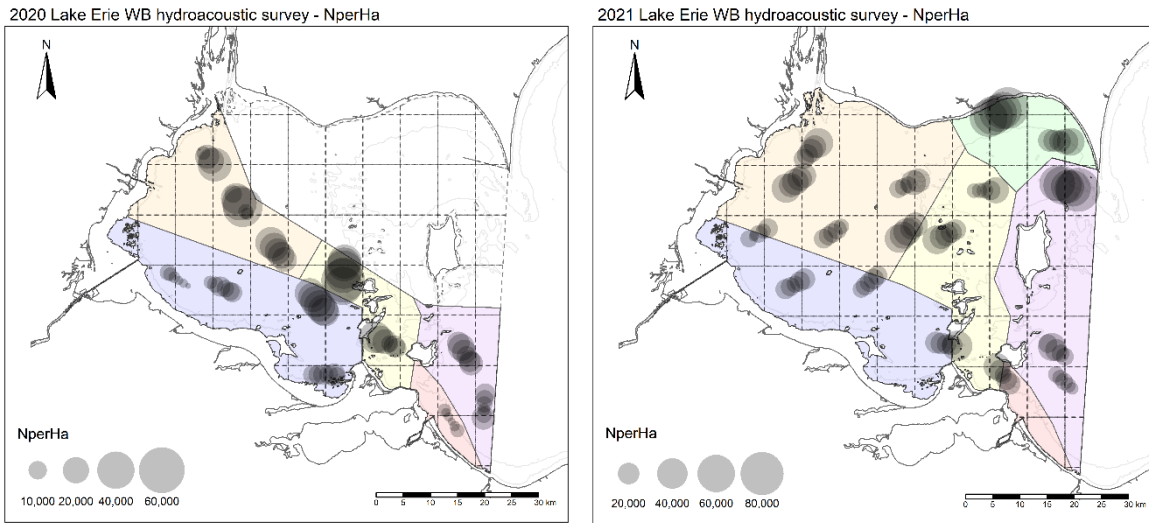 2020 Lake Erie WB hydroacoustic survey - NperHa
N
NperHa
10,000 20,000 40,000 60,000
0 5 10 15 20 25 30 km
2021 Lake Erie WB hydroacoustic survey - NperHa
N
NperHa
20,000 40,000 60,000 80,000
0 5 10 15 20 25 30 km